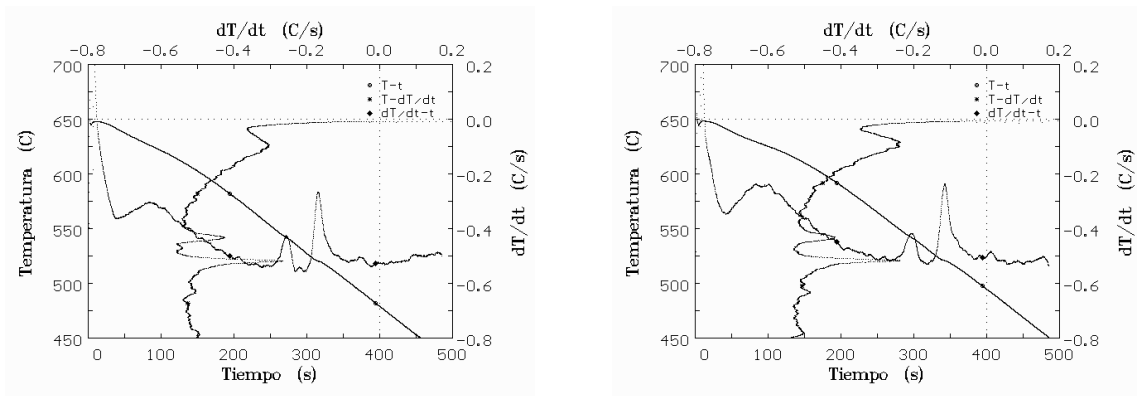 dT/dt (C/s)
-0.8 -0.6 -0.4 -0.2 0.0 0.2
700 0.2
T-t
T-dT/dt
dT/dt-t
650 0.0
600 -0.2
550 -0.4
500 -0.6
450 -0.8
Temperatura (C)
dT/dt (C/s)
0 100 200 300 400 500
Tiempo (s)
dT/dt (C/s)
-0.8 -0.6 -0.4 -0.2 0.0 0.2
700 0.2
T-t
T-dT/dt
dT/dt-t
650 0.0
600 -0.2
550 -0.4
500 -0.6
450 -0.8
Temperatura (C)
dT/dt (C/s)
0 100 200 300 400 500
Tiempo (s)